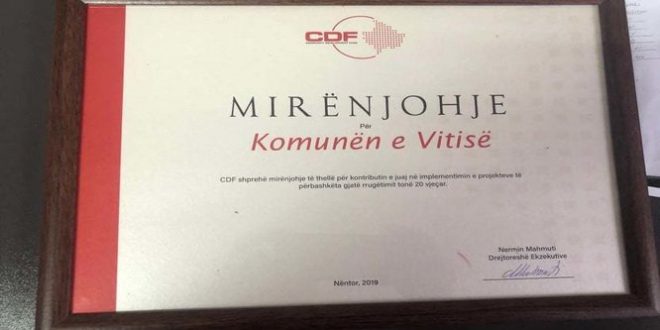 CDF
MIRËNJOHJE
Për
Komunën e Vitisë
CDF shprehë mirënjohje të thellë për kontributin e juaj në implementimin e projekteve të
përbashkëta gjatë rrugëtimit tonë 20 vjeçar.
Nermin Mahmuti
Drejtoreshë Ekzekutive
Nëntor, 2019